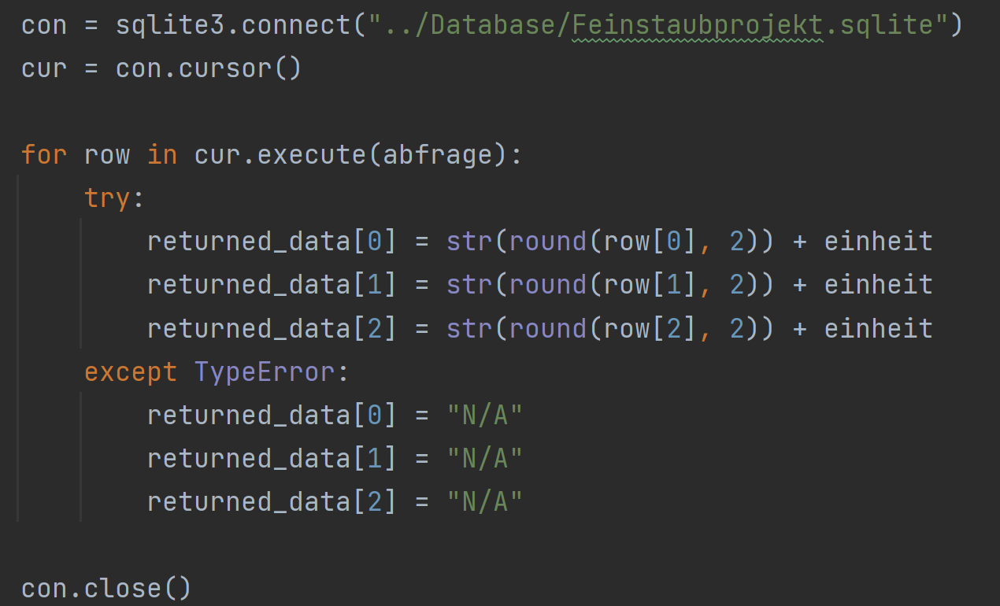 con = sqlite3.connect("../Database/Feinstaubprojekt.sqlite")
cur = con.cursor()
for row in cur.execute(abfrage):
    try:
        returned_data[0] = str(round(row[0], 2)) + einheit
        returned_data[1] = str(round(row[1], 2)) + einheit
        returned_data[2] = str(round(row[2], 2)) + einheit
    except TypeError:
        returned_data[0] = "N/A"
        returned_data[1] = "N/A"
        returned_data[2] = "N/A"
con.close()